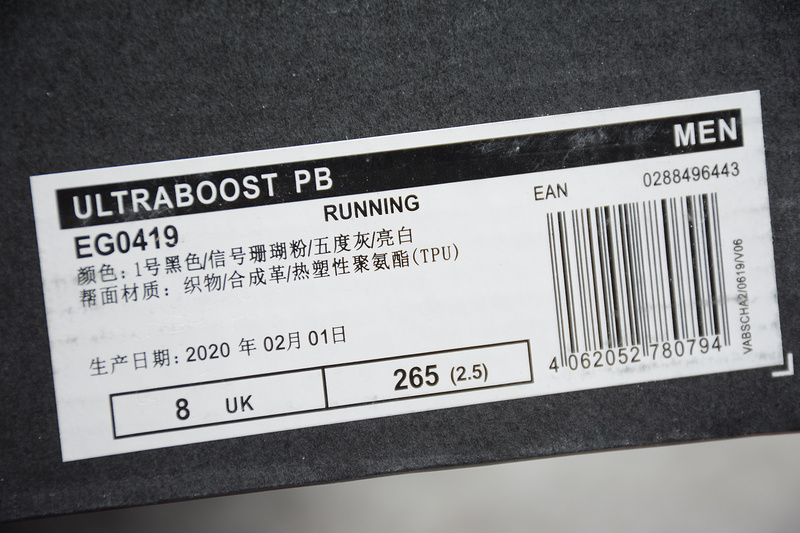 ULTRABOOST PB MEN
EG0419 RUNNING EAN 0288496443
颜色: 1号黑色/信号珊瑚粉/五度灰/亮白
帮面材质: 织物/合成革/热塑性聚氨酯(TPU)
生产日期: 2020 年 02月 01日
8 UK 265 (2.5)
4 062052 780794
VABSCHA2/0619/V06